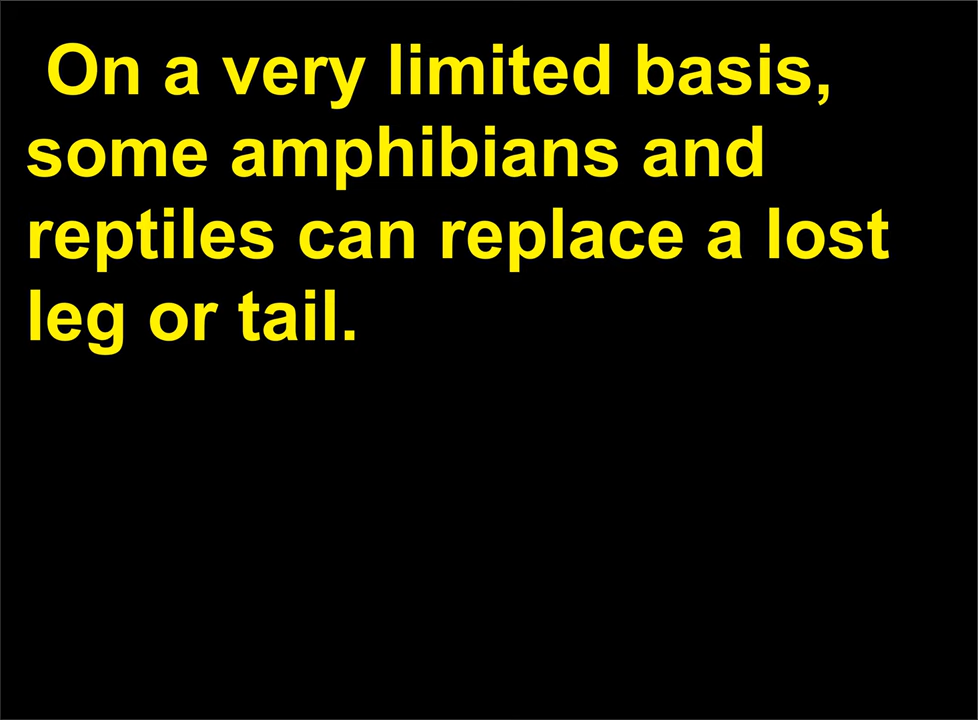 On a very limited basis,
some amphibians and
reptiles can replace a lost
leg or tail.